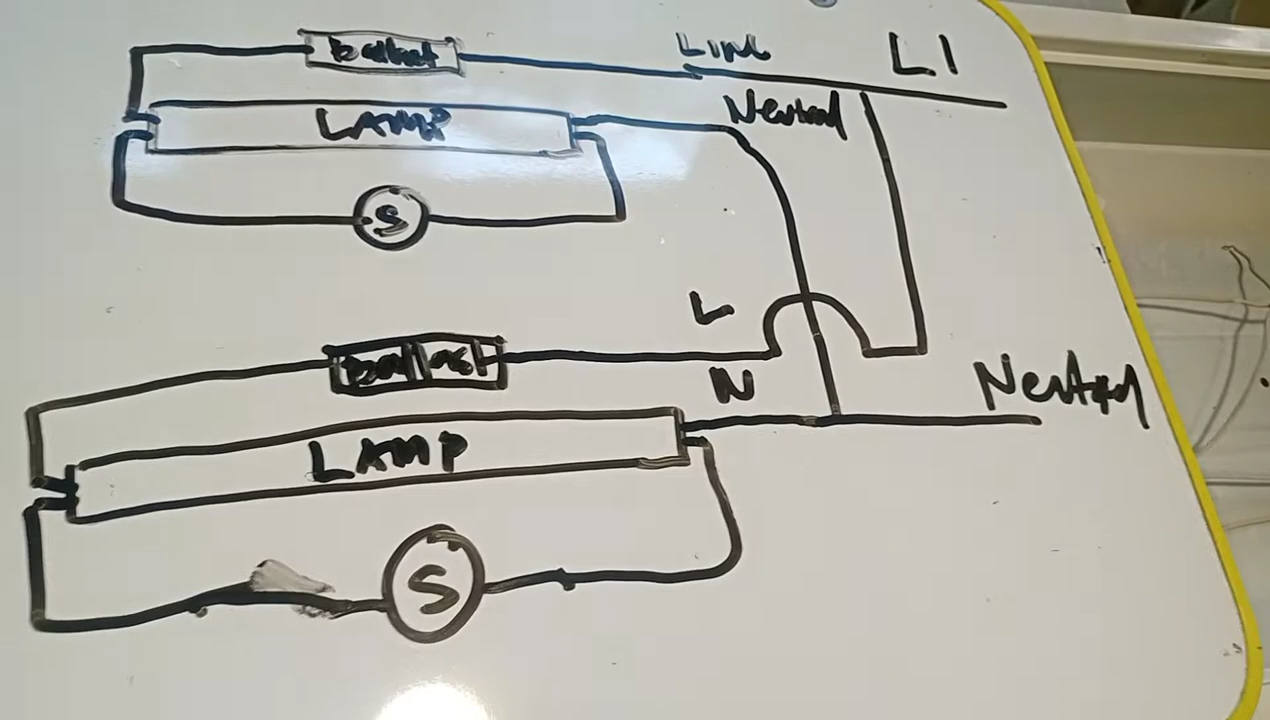 Ballast
LINE
L1
Neutral
LAMP
S
L
Ballast
N
Neutral
LAMP
S